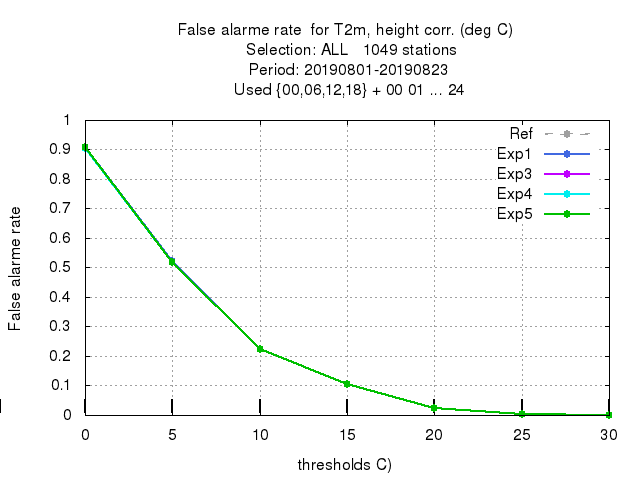 False alarme rate  for T2m, height corr. (deg C)
Selection: ALL   1049 stations
Period: 20190801-20190823
Used {00,06,12,18} + 00 01 ... 24
1
0.9
0.8
0.7
0.6
0.5
0.4
0.3
0.2
0.1
0
False alarme rate
Ref
Exp1
Exp3
Exp4
Exp5
0 5 10 15 20 25 30
thresholds C)